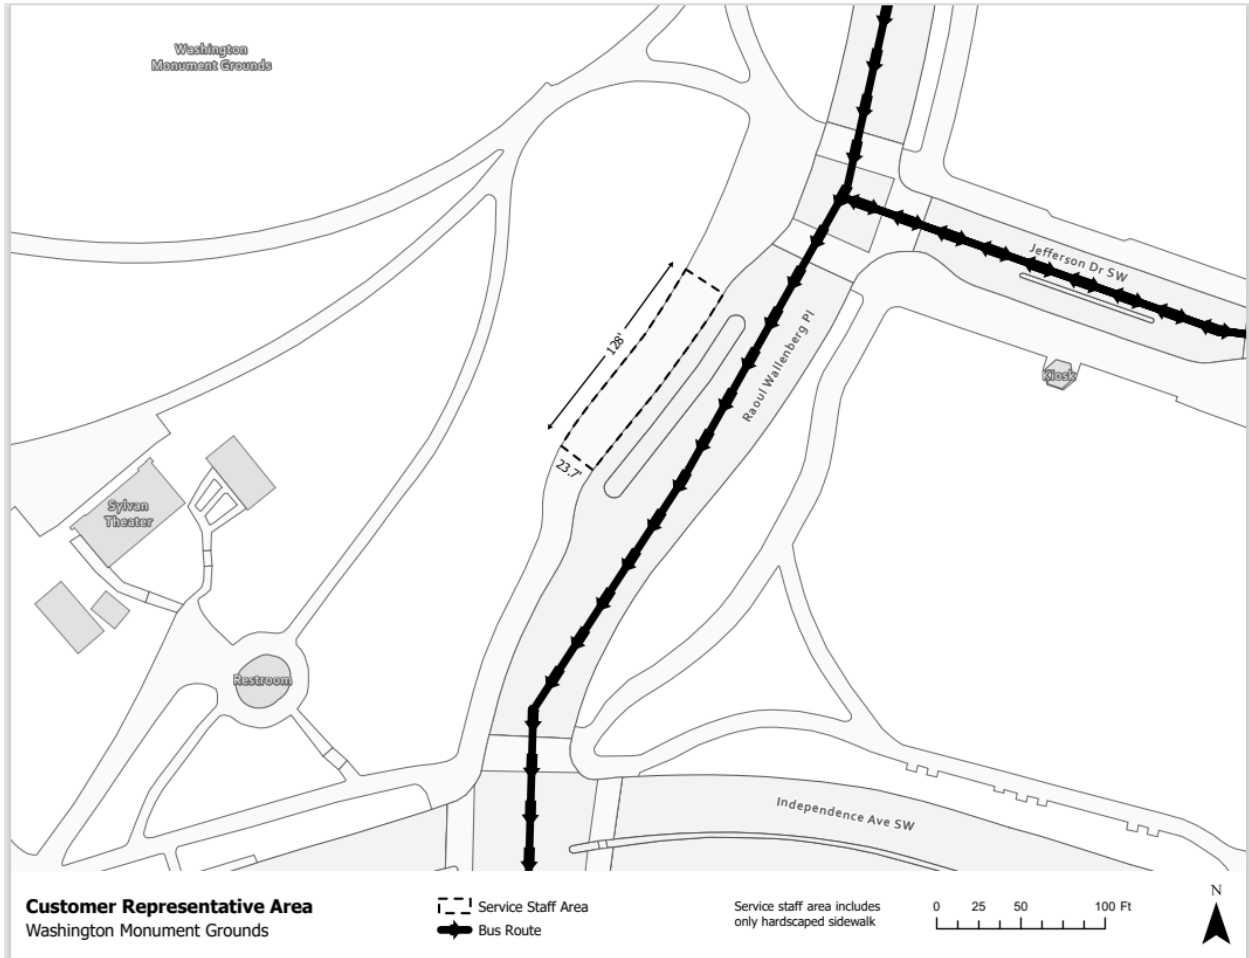 Washington
Monument Grounds
Jefferson Dr SW
128'
Raoul Wallenberg Pl
Kiosk
23.7'
Sylvan
Theater
Restroom
Independence Ave SW
Customer Representative Area
Washington Monument Grounds
Service Staff Area
Bus Route
Service staff area includes
only hardscaped sidewalk
0 25 50 100 Ft
N